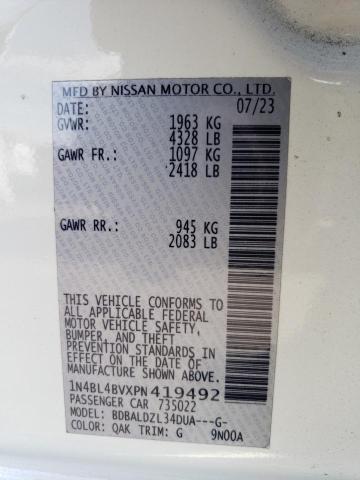 MFD BY NISSAN MOTOR CO., LTD.
DATE: 07/23
GVWR: 1963 KG
4328 LB
GAWR FR.: 1097 KG
2418 LB
GAWR RR.: 945 KG
2083 LB
THIS VEHICLE CONFORMS TO
ALL APPLICABLE FEDERAL
MOTOR VEHICLE SAFETY,
BUMPER, AND THEFT
PREVENTION STANDARDS IN
EFFECT ON THE DATE OF
MANUFACTURE SHOWN ABOVE.
1N4BL4BVXPN419492
PASSENGER CAR 735022
MODEL: BDBALDZL34DUA---G-
COLOR: QAK TRIM: G 9N00A